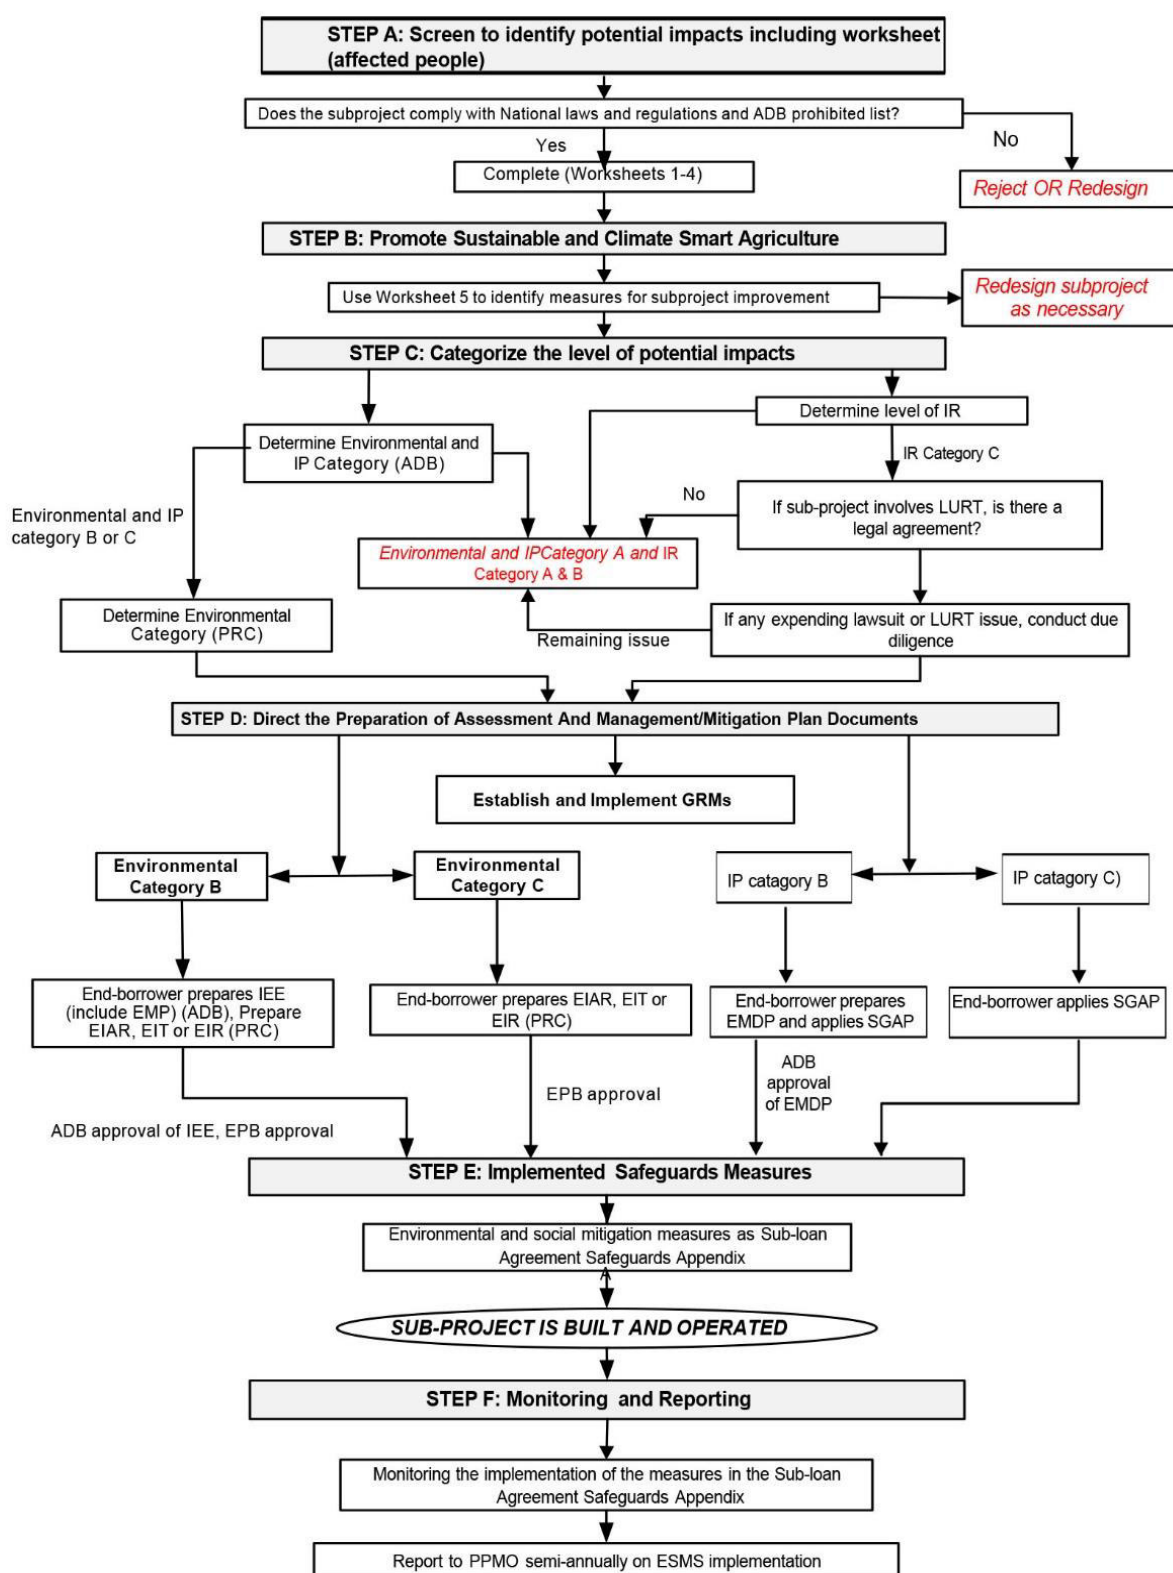 STEP A: Screen to identify potential impacts including worksheet
(affected people)
Does the subproject comply with National laws and regulations and ADB prohibited list?
Yes
No
Complete (Worksheets 1-4)
Reject OR Redesign
STEP B: Promote Sustainable and Climate Smart Agriculture
Use Worksheet 5 to identify measures for subproject improvement
Redesign subproject
as necessary
STEP C: Categorize the level of potential impacts
Determine level of IR
Determine Environmental and
IP Category (ADB)
IR Category C
Environmental and IP
category B or C
No
If sub-project involves LURT, is there a
legal agreement?
Environmental and IPCategory A and IR
Category A & B
Determine Environmental
Category (PRC)
Remaining issue
If any expending lawsuit or LURT issue, conduct due
diligence
STEP D: Direct the Preparation of Assessment And Management/Mitigation Plan Documents
Establish and Implement GRMs
Environmental
Category B
Environmental
Category C
IP catagory B
IP catagory C)
End-borrower prepares IEE
(include EMP) (ADB), Prepare
EIAR, EIT or EIR (PRC)
End-borrower prepares EIAR, EIT or
EIR (PRC)
End-borrower prepares
EMDP and applies SGAP
End-borrower applies SGAP
ADB approval of IEE, EPB approval
EPB approval
ADB
approval
of EMDP
STEP E: Implemented Safeguards Measures
Environmental and social mitigation measures as Sub-loan
Agreement Safeguards Appendix
A
SUB-PROJECT IS BUILT AND OPERATED
STEP F: Monitoring and Reporting
Monitoring the implementation of the measures in the Sub-loan
Agreement Safeguards Appendix
Report to PPMO semi-annually on ESMS implementation